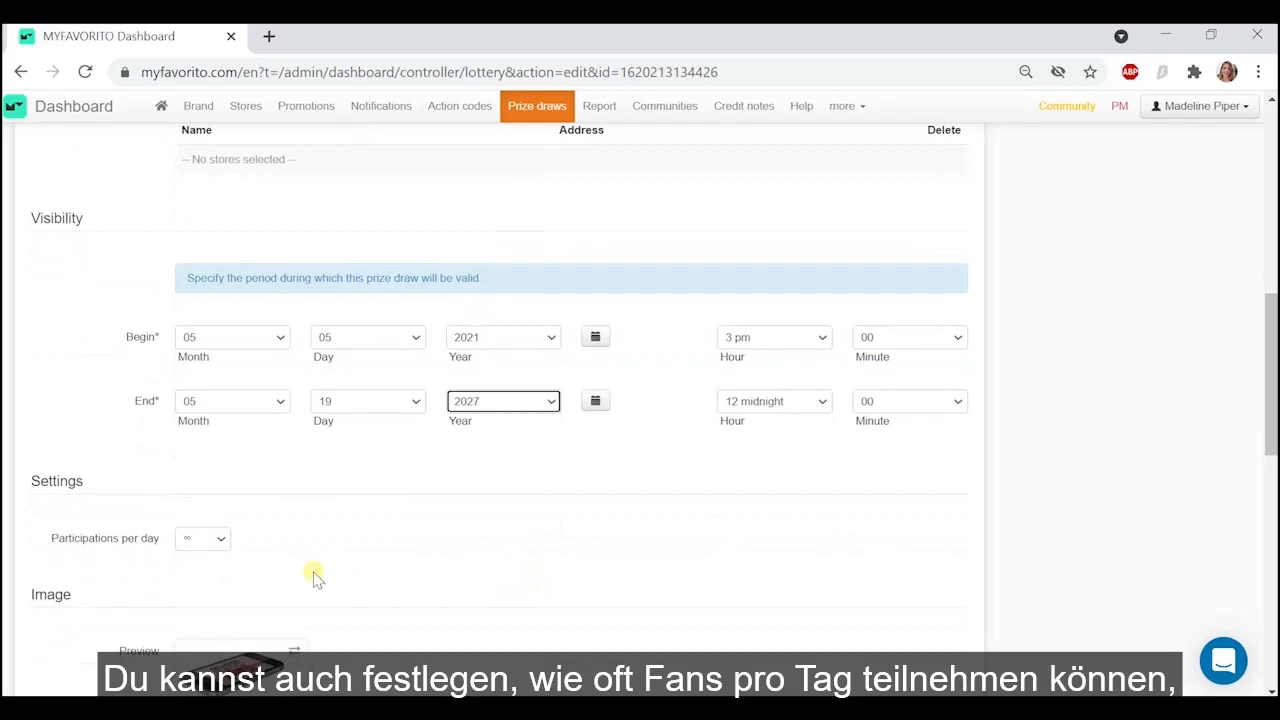 MYFAVORITO Dashboard
myfavorito.com/en?t=/admin/dashboard/controller/lottery&action=edit&id=1620213134426
ABP
Dashboard Brand Stores Promotions Notifications Action codes Prize draws Report Communities Credit notes Help more Community PM Madeline Piper
Name Address Delete
-- No stores selected --
Visibility
Specify the period during which this prize draw will be valid.
Begin* 05 05 2021 3 pm 00
Month Day Year Hour Minute
End* 05 19 2027 12 midnight 00
Month Day Year Hour Minute
Settings
Participations per day ∞
Image
Preview
Du kannst auch festlegen, wie oft Fans pro Tag teilnehmen können,